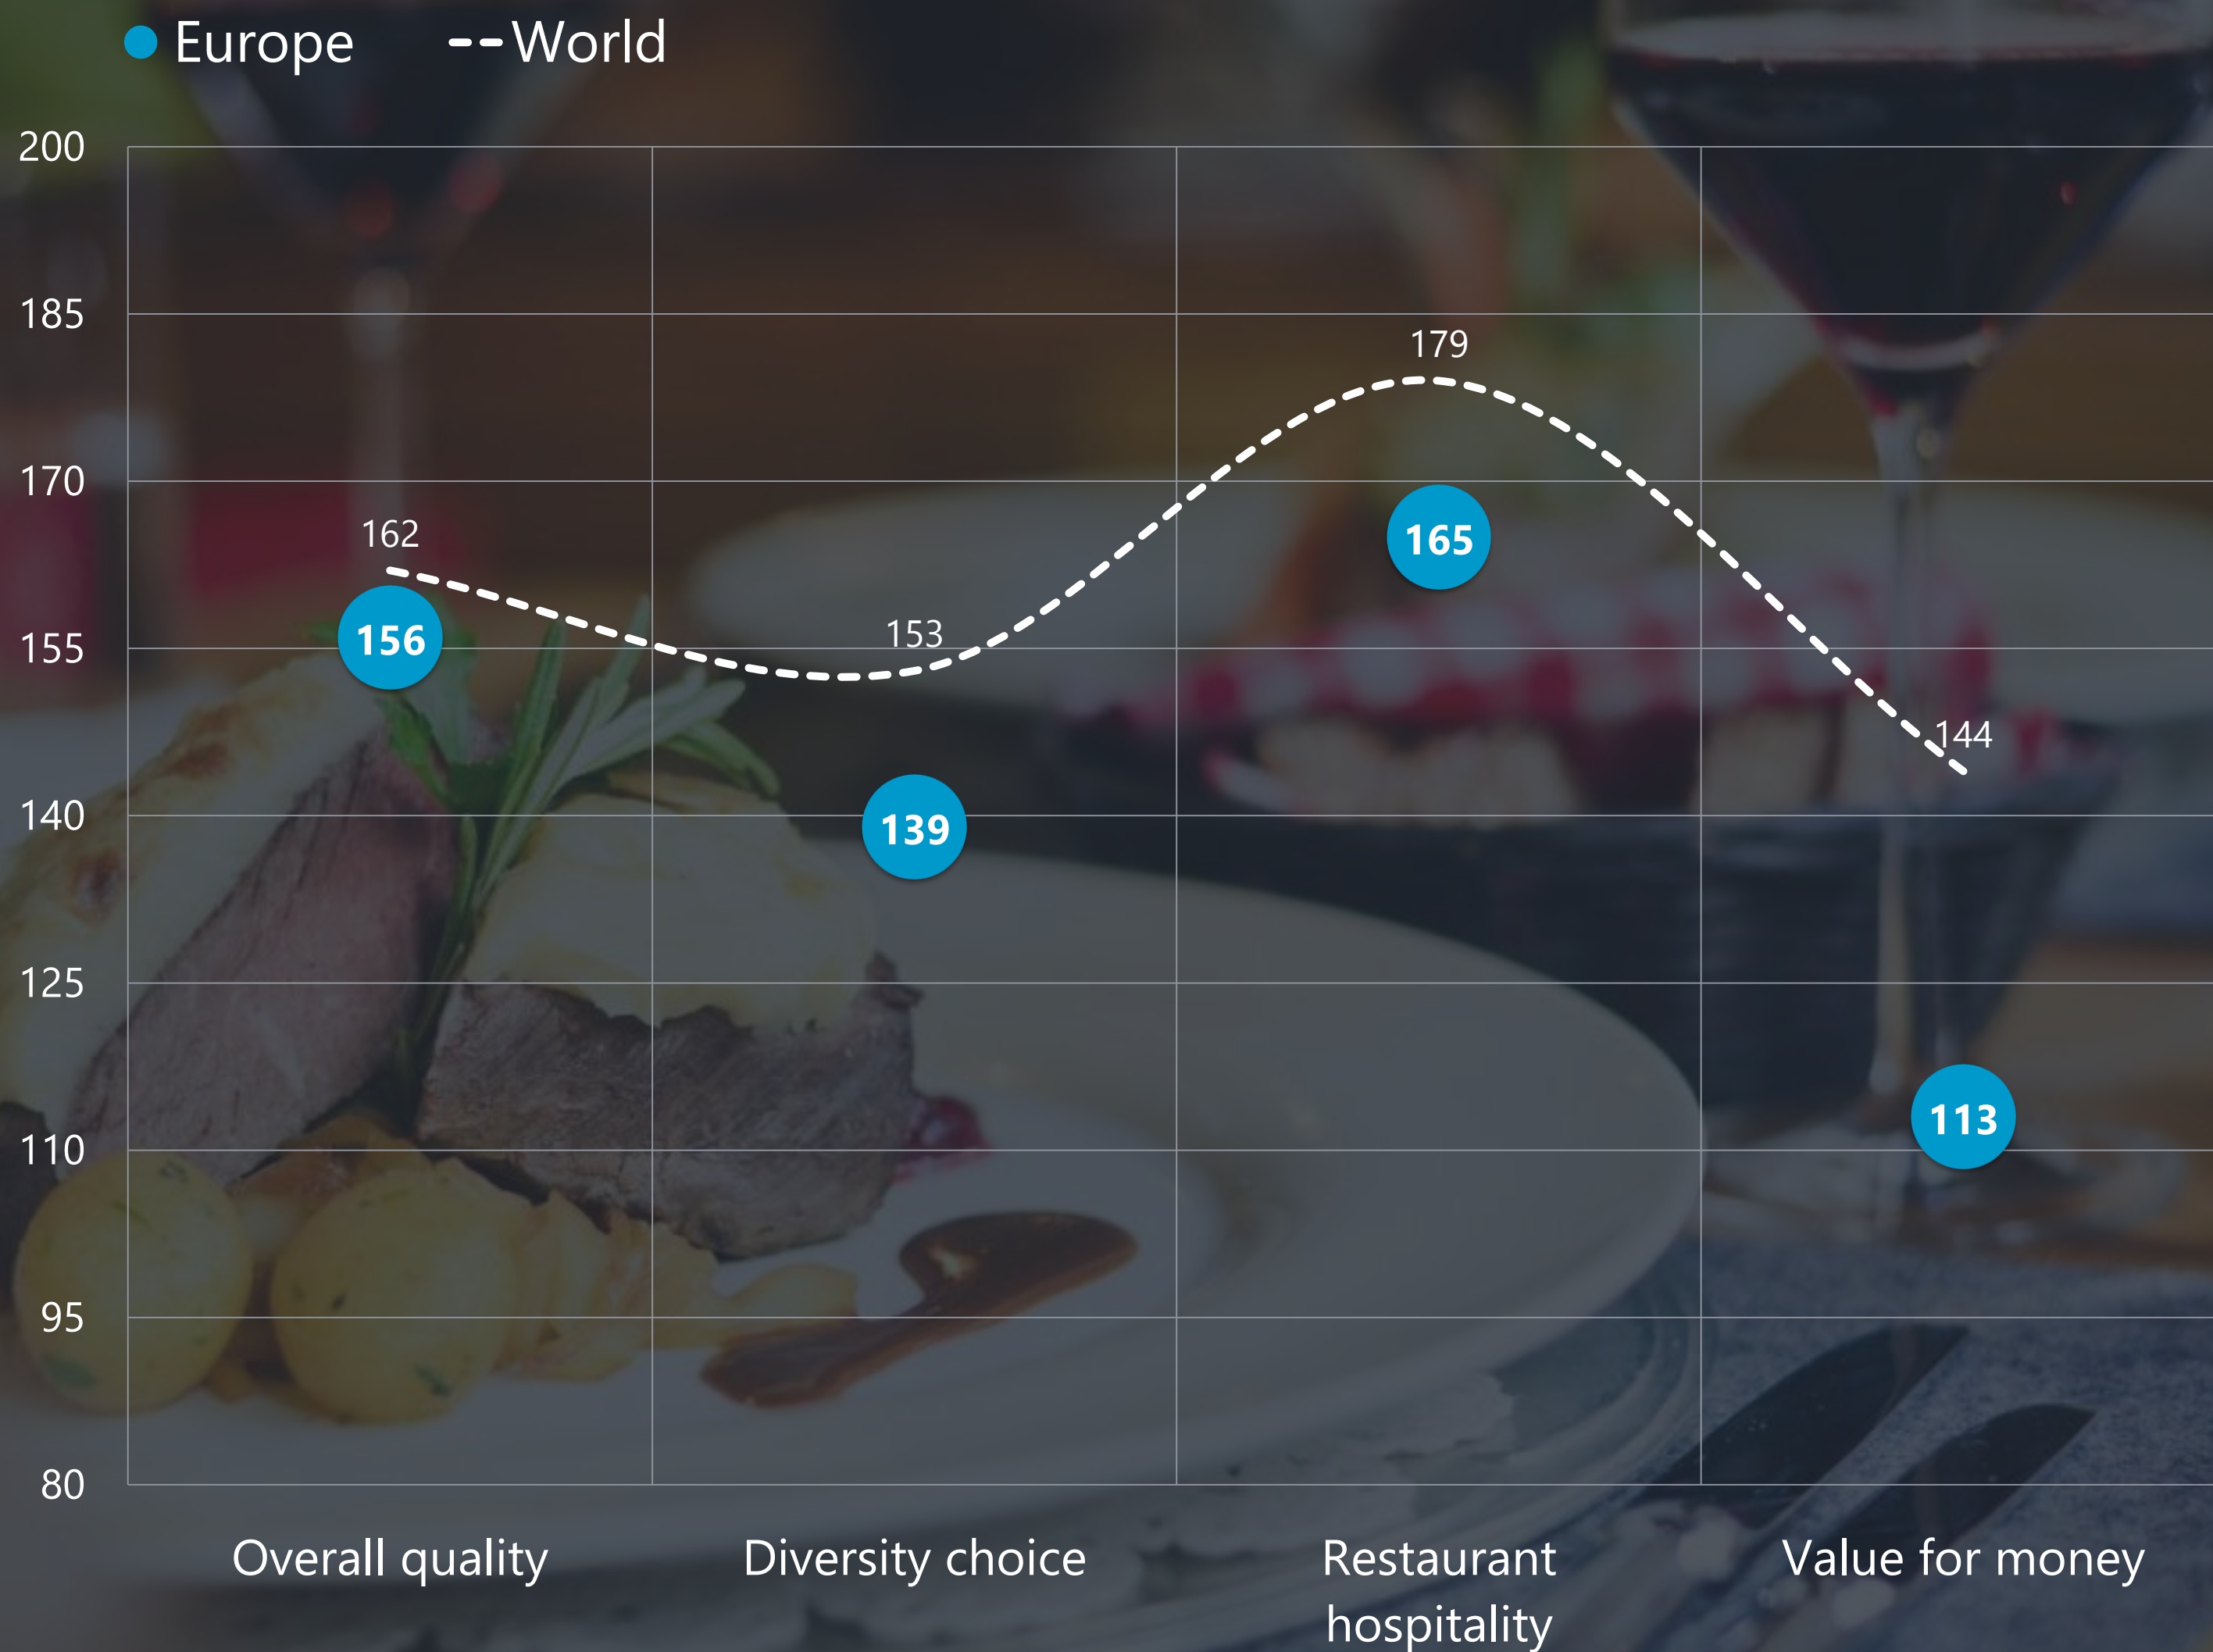 Europe
World
200
185
170
155
140
125
110
95
80
162
153
179
144
156
139
165
113
Overall quality
Diversity choice
Restaurant
hospitality
Value for money